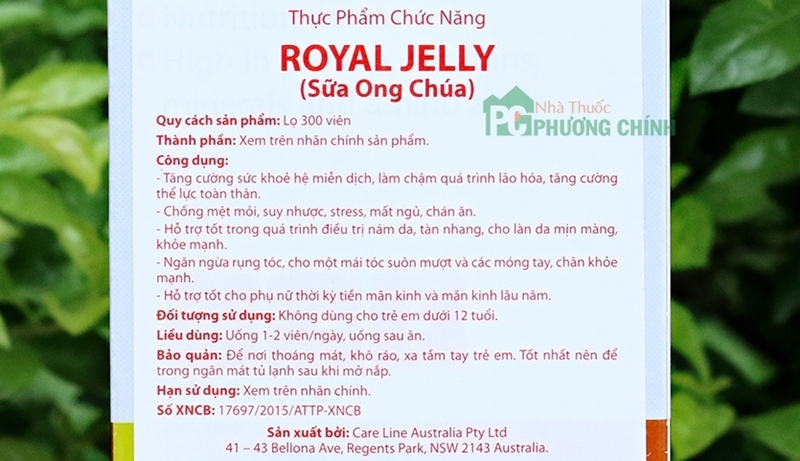 Thực Phẩm Chức Năng
ROYAL JELLY
(Sữa Ong Chúa)
Nhà Thuốc
PC PHƯƠNG CHÍNH
Quy cách sản phẩm: Lọ 300 viên
Thành phần: Xem trên nhãn chính sản phẩm.
Công dụng:
- Tăng cường sức khoẻ hệ miễn dịch, làm chậm quá trình lão hóa, tăng cường
thể lực toàn thân.
- Chống mệt mỏi, suy nhược, stress, mất ngủ, chán ăn.
- Hỗ trợ tốt trong quá trình điều trị nám da, tàn nhang, cho làn da mịn màng,
khỏe mạnh.
- Ngăn ngừa rụng tóc, cho một mái tóc suôn mượt và các móng tay, chân khỏe
mạnh.
- Hỗ trợ tốt cho phụ nữ thời kỳ tiền mãn kinh và mãn kinh lâu năm.
Đối tượng sử dụng: Không dùng cho trẻ em dưới 12 tuổi.
Liều dùng: Uống 1-2 viên/ngày, uống sau ăn.
Bảo quản: Để nơi thoáng mát, khô ráo, xa tầm tay trẻ em. Tốt nhất nên để
trong ngăn mát tủ lạnh sau khi mở nắp.
Hạn sử dụng: Xem trên nhãn chính.
Số XNCB: 17697/2015/ATTP-XNCB
Sản xuất bởi: Care Line Australia Pty Ltd
41 – 43 Bellona Ave, Regents Park, NSW 2143 Australia.